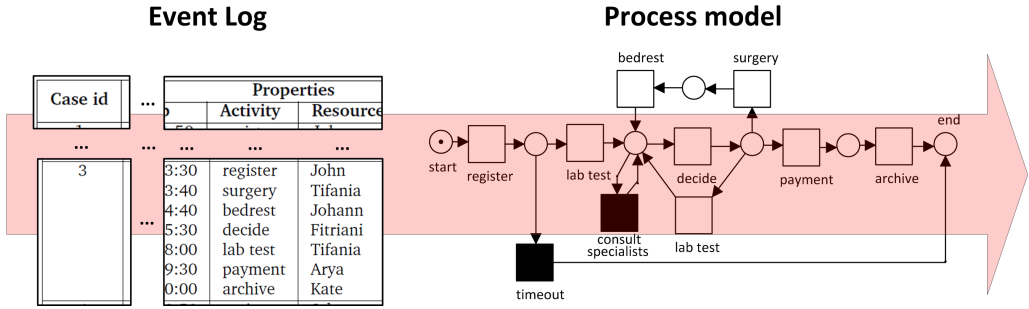 Event Log
Process model
Case id
...
Properties
Activity
Resource
...
...
...
...
3
3:30 register John
3:40 surgery Tifania
4:40 bedrest Johann
5:30 decide Fitriani
8:00 lab test Tifania
9:30 payment Arya
0:00 archive Kate
...
bedrest
surgery
start
register
lab test
decide
payment
archive
end
consult
specialists
lab test
timeout